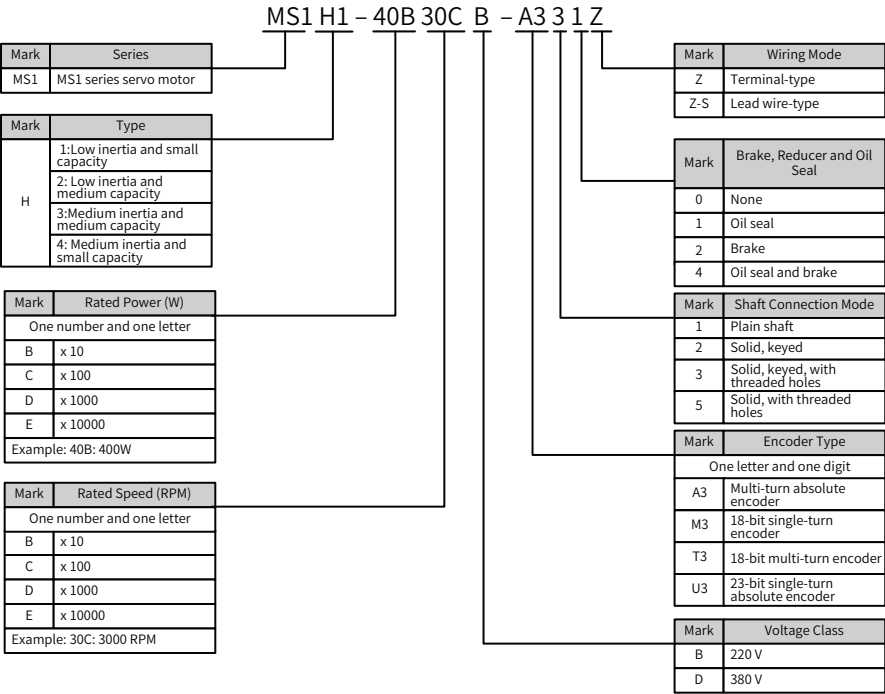 MS1 H1 – 40B 30C B – A3 3 1 Z
Mark Series
MS1 MS1 series servo motor
Mark Type
H
1:Low inertia and small
capacity
2: Low inertia and
medium capacity
3:Medium inertia and
medium capacity
4: Medium inertia and
small capacity
Mark Rated Power (W)
One number and one letter
B x 10
C x 100
D x 1000
E x 10000
Example: 40B: 400W
Mark Rated Speed (RPM)
One number and one letter
B x 10
C x 100
D x 1000
E x 10000
Example: 30C: 3000 RPM
Mark Wiring Mode
Z Terminal-type
Z-S Lead wire-type
Mark Brake, Reducer and Oil
Seal
0 None
1 Oil seal
2 Brake
4 Oil seal and brake
Mark Shaft Connection Mode
1 Plain shaft
2 Solid, keyed
3 Solid, keyed, with
threaded holes
5 Solid, with threaded
holes
Mark Encoder Type
One letter and one digit
A3 Multi-turn absolute
encoder
M3 18-bit single-turn
encoder
T3 18-bit multi-turn encoder
U3 23-bit single-turn
absolute encoder
Mark Voltage Class
B 220 V
D 380 V